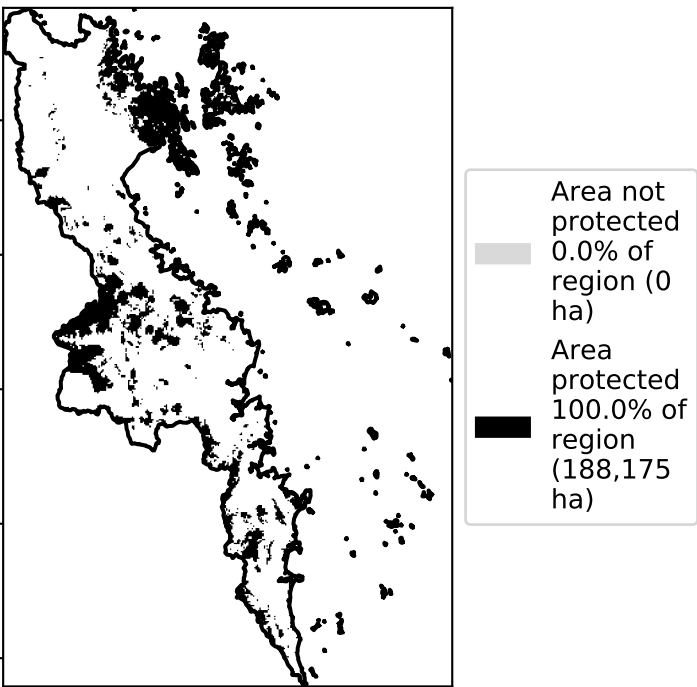 Area not
protected
0.0% of
region (0
ha)
Area
protected
100.0% of
region
(188,175
ha)